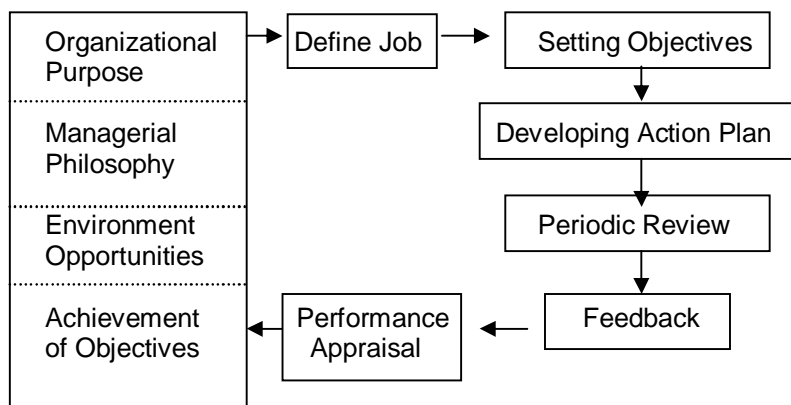 Organizational
Purpose
Define Job
Setting Objectives
Managerial
Philosophy
Developing Action Plan
Environment
Opportunities
Periodic Review
Achievement
of Objectives
Performance
Appraisal
Feedback